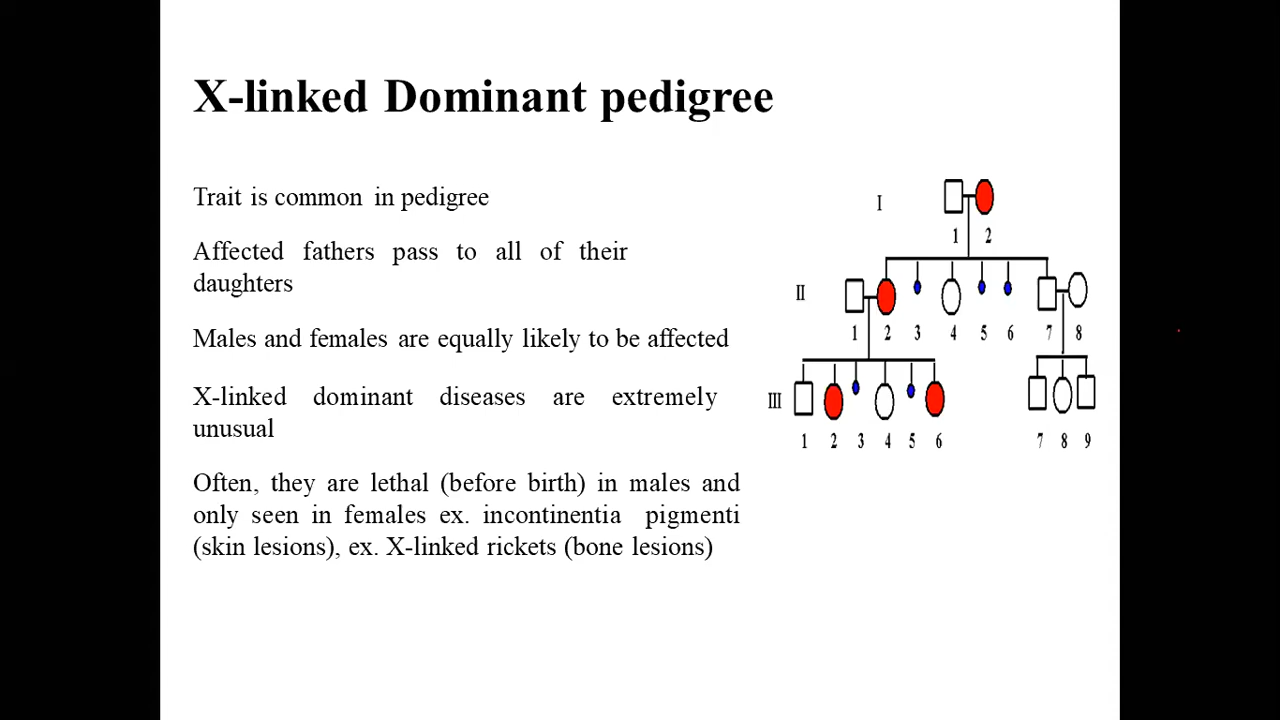 X-linked Dominant pedigree
Trait is common in pedigree
Affected fathers pass to all of their
daughters
Males and females are equally likely to be affected
X-linked dominant diseases are extremely
unusual
Often, they are lethal (before birth) in males and
only seen in females ex. incontinentia pigmenti
(skin lesions), ex. X-linked rickets (bone lesions)
I
1 2
II
1 2 3 4 5 6 7 8
III
1 2 3 4 5 6 7 8 9